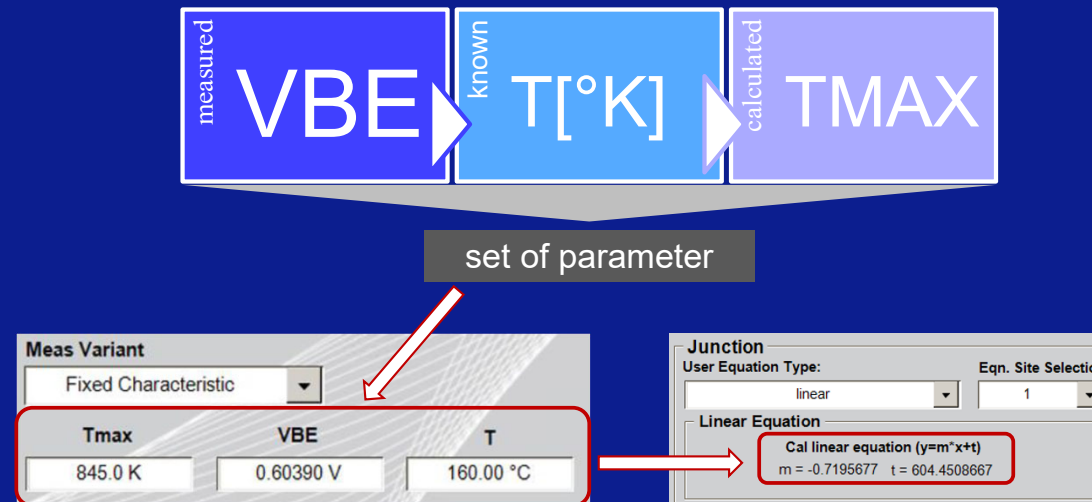 measured
VBE
known
T[°K]
calculated
TMAX
set of parameter
Meas Variant
Fixed Characteristic
Tmax VBE T
845.0 K 0.60390 V 160.00 °C
Junction
User Equation Type: Eqn. Site Selectio
linear 1
Linear Equation
Cal linear equation (y=m*x+t)
m = -0.7195677 t = 604.4508667